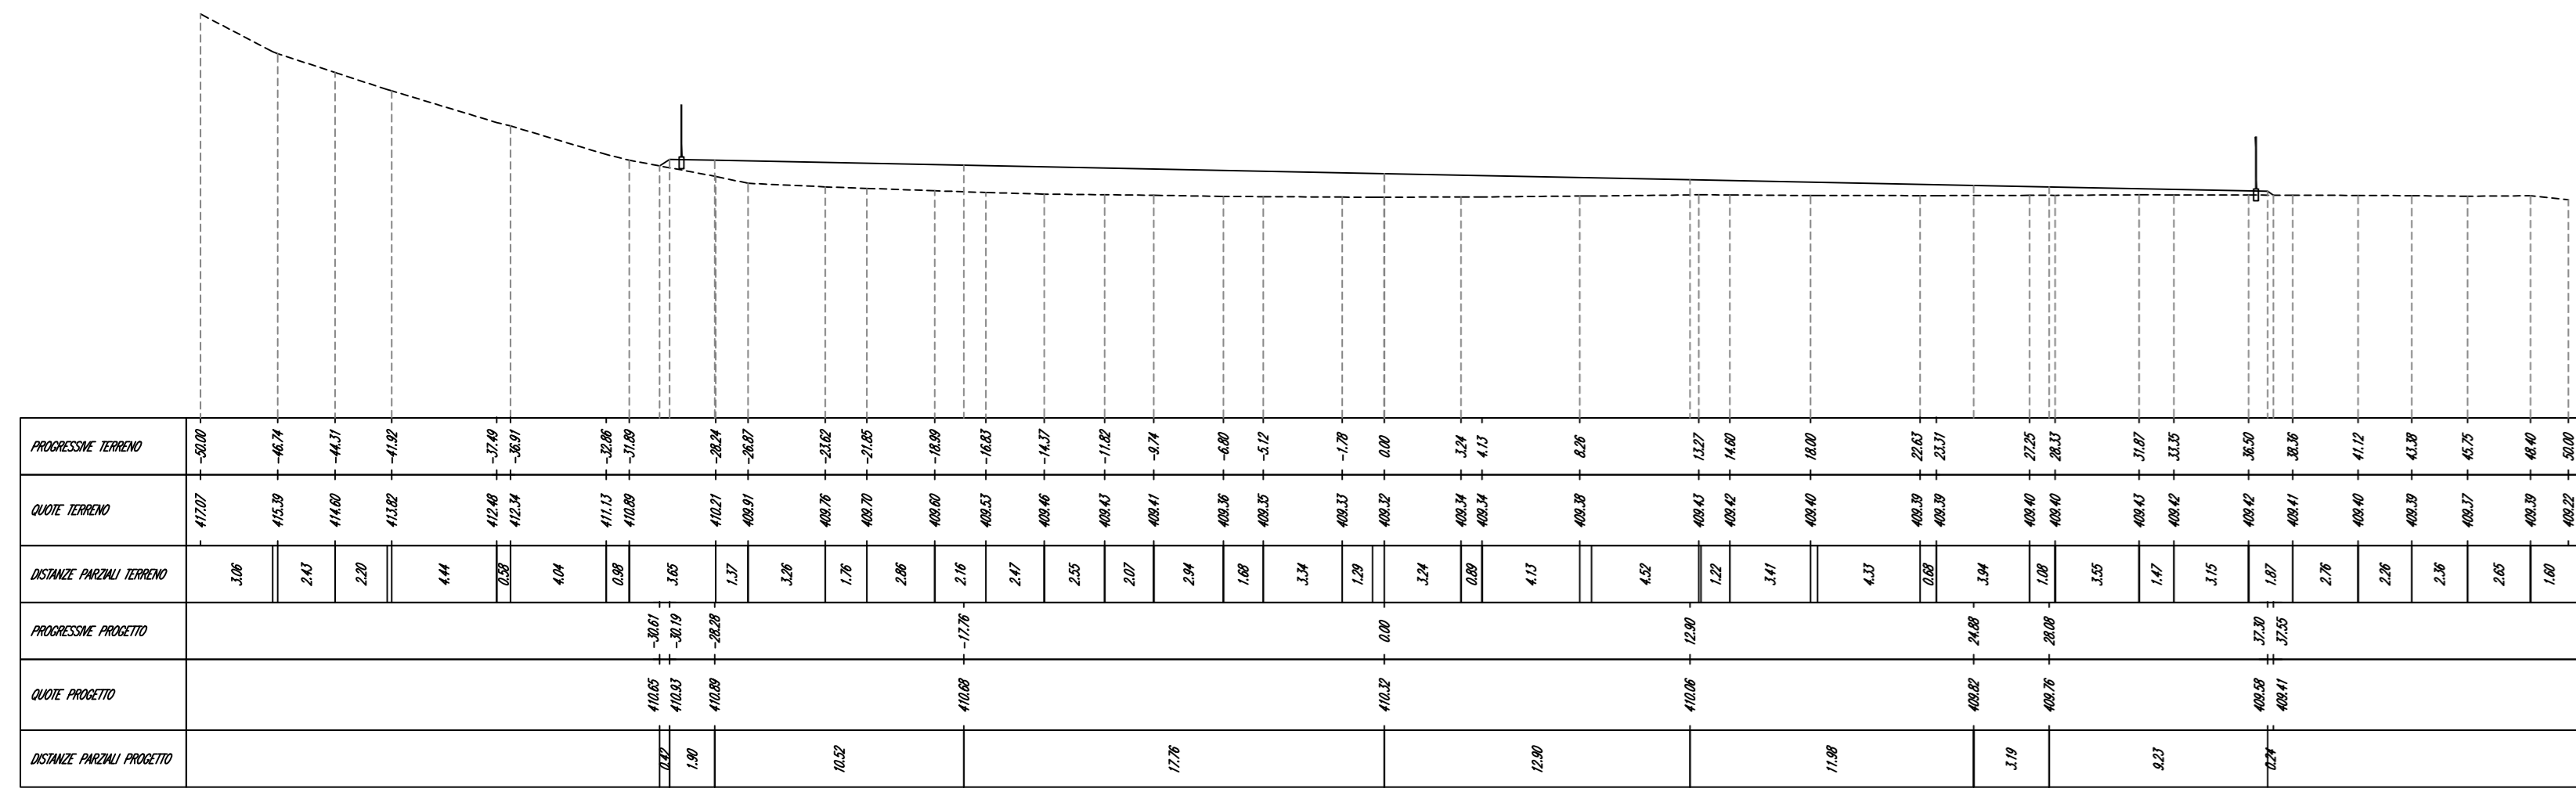 PROGRESSIVE TERRENO -50.00 -46.74 -44.31 -41.92 -37.49 -36.91 -32.86 -31.89 -28.24 -26.87 -23.62 -21.85 -18.99 -16.83 -14.37 -11.82 -9.74 -6.80 -5.12 -1.78 0.00 3.24 4.13 8.26 13.27 14.60 18.00 22.63 23.31 27.25 28.33 31.87 33.35 36.50 38.36 41.12 43.38 45.75 48.40 50.00
QUOTE TERRENO 417.07 415.39 414.60 413.82 412.48 412.34 411.13 410.89 410.21 409.91 409.76 409.70 409.60 409.53 409.46 409.43 409.41 409.36 409.35 409.33 409.32 409.34 409.34 409.38 409.43 409.42 409.40 409.39 409.39 409.40 409.40 409.43 409.42 409.42 409.41 409.40 409.39 409.37 409.39 409.22
DISTANZE PARZIALI TERRENO 3.06 2.43 2.20 4.44 0.58 4.04 0.98 3.65 1.37 3.26 1.76 2.86 2.16 2.47 2.55 2.07 2.94 1.68 3.34 1.29 3.24 0.89 4.13 4.52 1.22 3.41 4.33 0.68 3.94 1.08 3.55 1.47 3.15 1.87 2.76 2.26 2.36 2.65 1.60
PROGRESSIVE PROGETTO -30.61 -30.19 -28.28 -17.76 0.00 12.90 24.88 28.08 37.30 37.55
QUOTE PROGETTO 410.65 410.93 410.89 410.68 410.32 410.06 409.82 409.76 409.58 409.41
DISTANZE PARZIALI PROGETTO 0.42 1.90 10.52 17.76 12.90 11.98 3.19 9.23 0.24